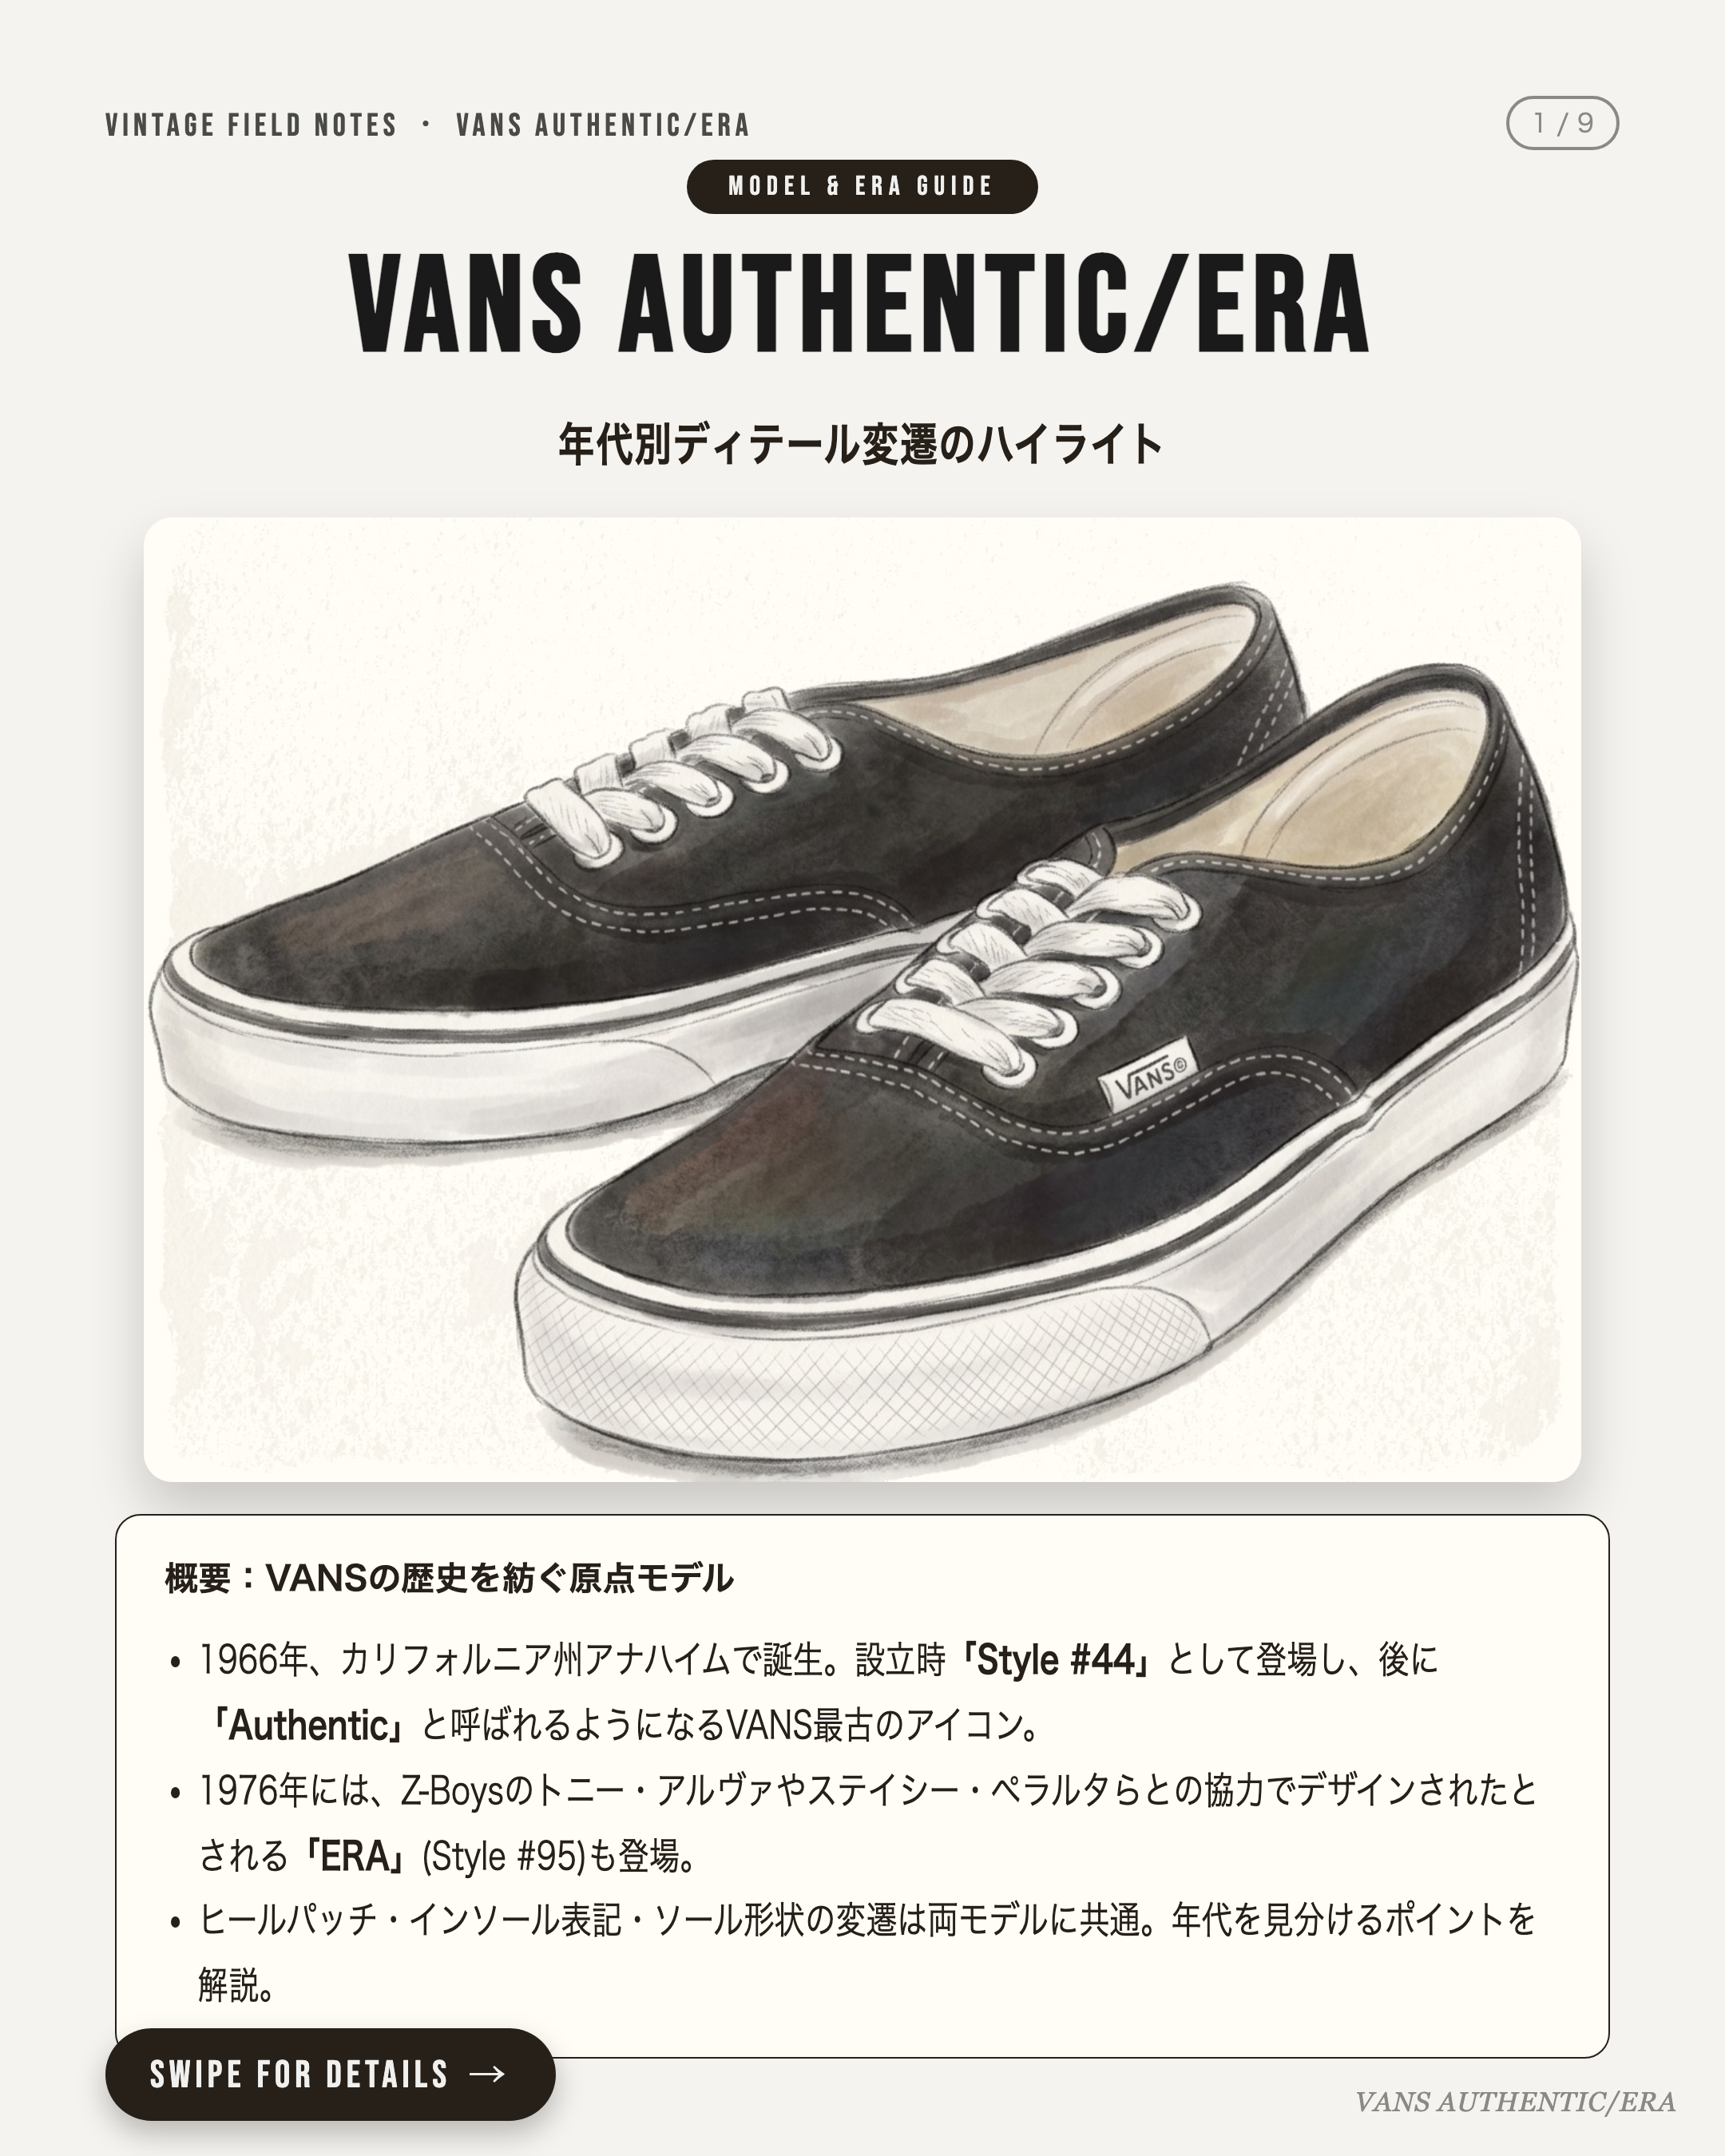 VINTAGE FIELD NOTES ・ VANS AUTHENTIC/ERA
1 / 9
MODEL & ERA GUIDE
VANS AUTHENTIC/ERA
年代別ディテール変遷のハイライト
VANS©
概要：VANSの歴史を紡ぐ原点モデル
• 1966年、カリフォルニア州アナハイムで誕生。設立時「Style #44」として登場し、後に
「Authentic」と呼ばれるようになるVANS最古のアイコン。
• 1976年には、Z-Boysのトニー・アルヴァやステイシー・ペラルタらとの協力でデザインされたと
される「ERA」(Style #95)も登場。
• ヒールパッチ・インソール表記・ソール形状の変遷は両モデルに共通。年代を見分けるポイントを
解説。
SWIPE FOR DETAILS →
VANS AUTHENTIC/ERA